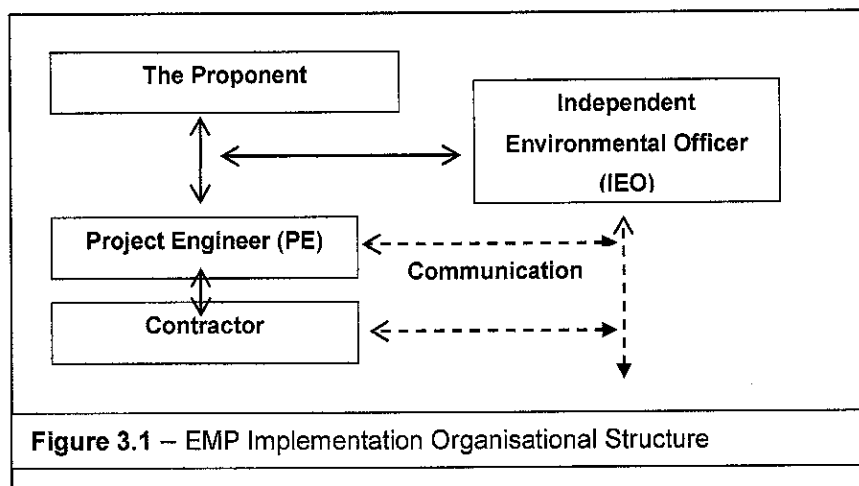 The Proponent
Independent
Environmental Officer
(IEO)
Project Engineer (PE)
Communication
Contractor
Figure 3.1 – EMP Implementation Organisational Structure